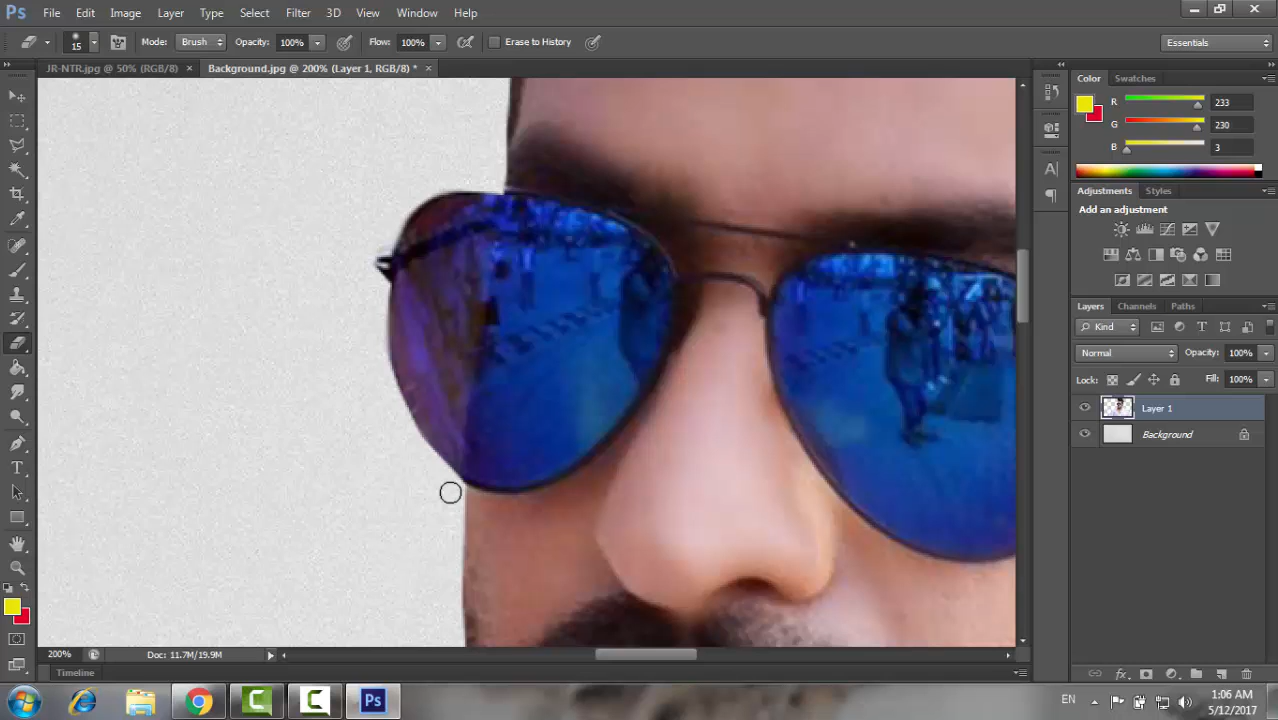 Ps File Edit Image Layer Type Select Filter 3D View Window Help
15 Mode: Brush Opacity: 100% Flow: 100% Erase to History Essentials
JR-NTR.jpg @ 50% (RGB/8) × Background.jpg @ 200% (Layer 1, RGB/8) * ×
Color Swatches
R 233
G 230
B 3
Adjustments Styles
Add an adjustment
Layers Channels Paths
Kind
Normal Opacity: 100%
Lock: Fill: 100%
Layer 1
Background
200% Doc: 11.7M/19.9M
Timeline
Ps EN 1:06 AM
5/12/2017